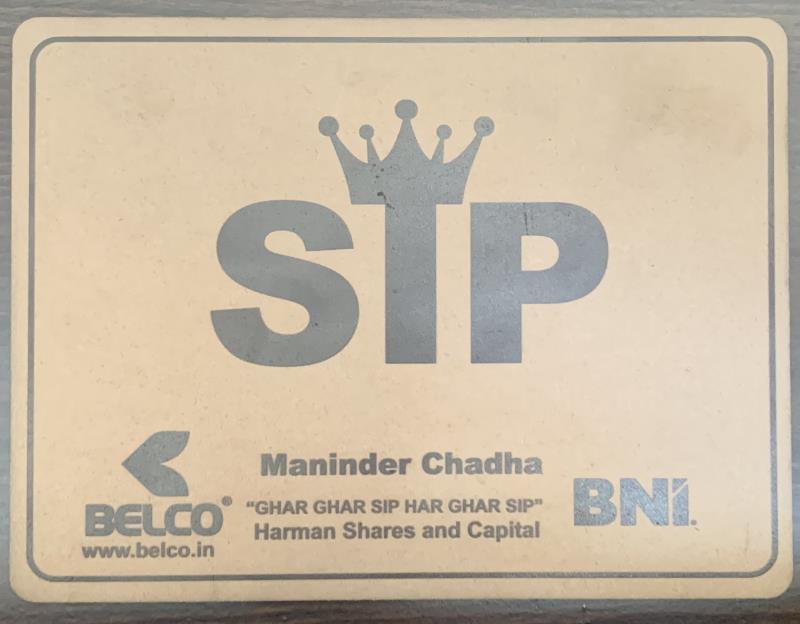 SIP
Maninder Chadha
"GHAR GHAR SIP HAR GHAR SIP"
Harman Shares and Capital
BELCO®
www.belco.in
BNI.